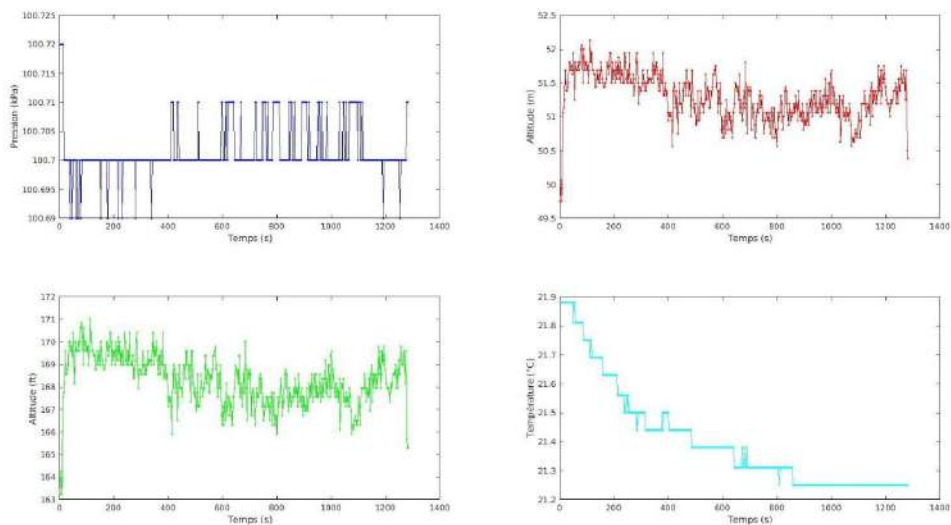 100.725
100.72
100.715
100.71
100.705
100.7
100.695
100.69
Pression (kPa)
0 200 400 600 800 1000 1200 1400
Temps (s)
52.5
52
51.5
51
50.5
50
49.5
Altitude (m)
0 200 400 600 800 1000 1200 1400
Temps (s)
172
171
170
169
168
167
166
165
164
163
Altitude (ft)
0 200 400 600 800 1000 1200 1400
Temps (s)
21.9
21.8
21.7
21.6
21.5
21.4
21.3
21.2
Température (°C)
0 200 400 600 800 1000 1200 1400
Temps (s)